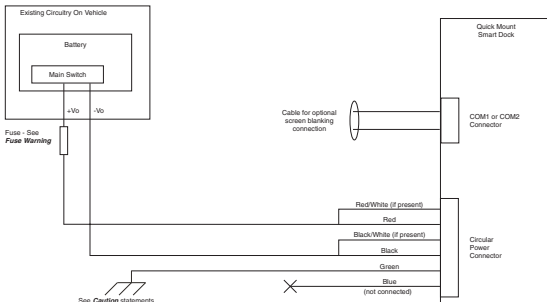 Existing Circuitry On Vehicle
Battery
Main Switch
+Vo -Vo
Fuse - See
Fuse Warning
Quick Mount
Smart Dock
Cable for optional
screen blanking
connection
COM1 or COM2
Connector
Red/White (if present)
Red
Black/White (if present)
Black
Green
Blue
(not connected)
Circular
Power
Connector
See Caution statements